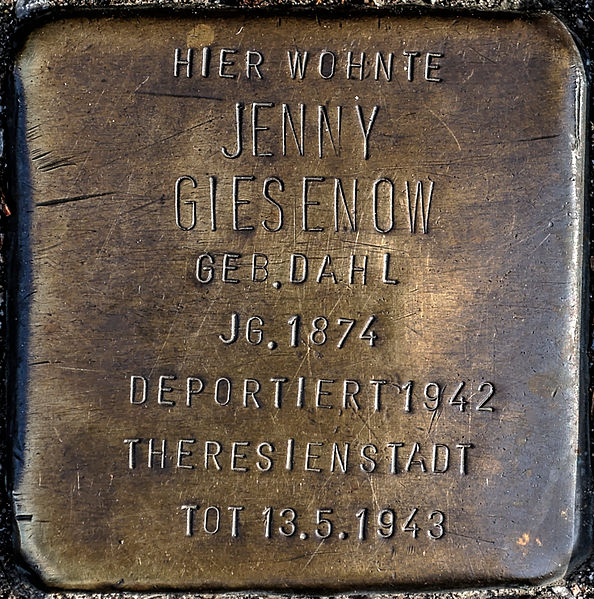 HIER WOHNTE
JENNY
GIESENOW
GEB. DAHL
JG. 1874
DEPORTIERT 1942
THERESIENSTADT
TOT 13.5.1943